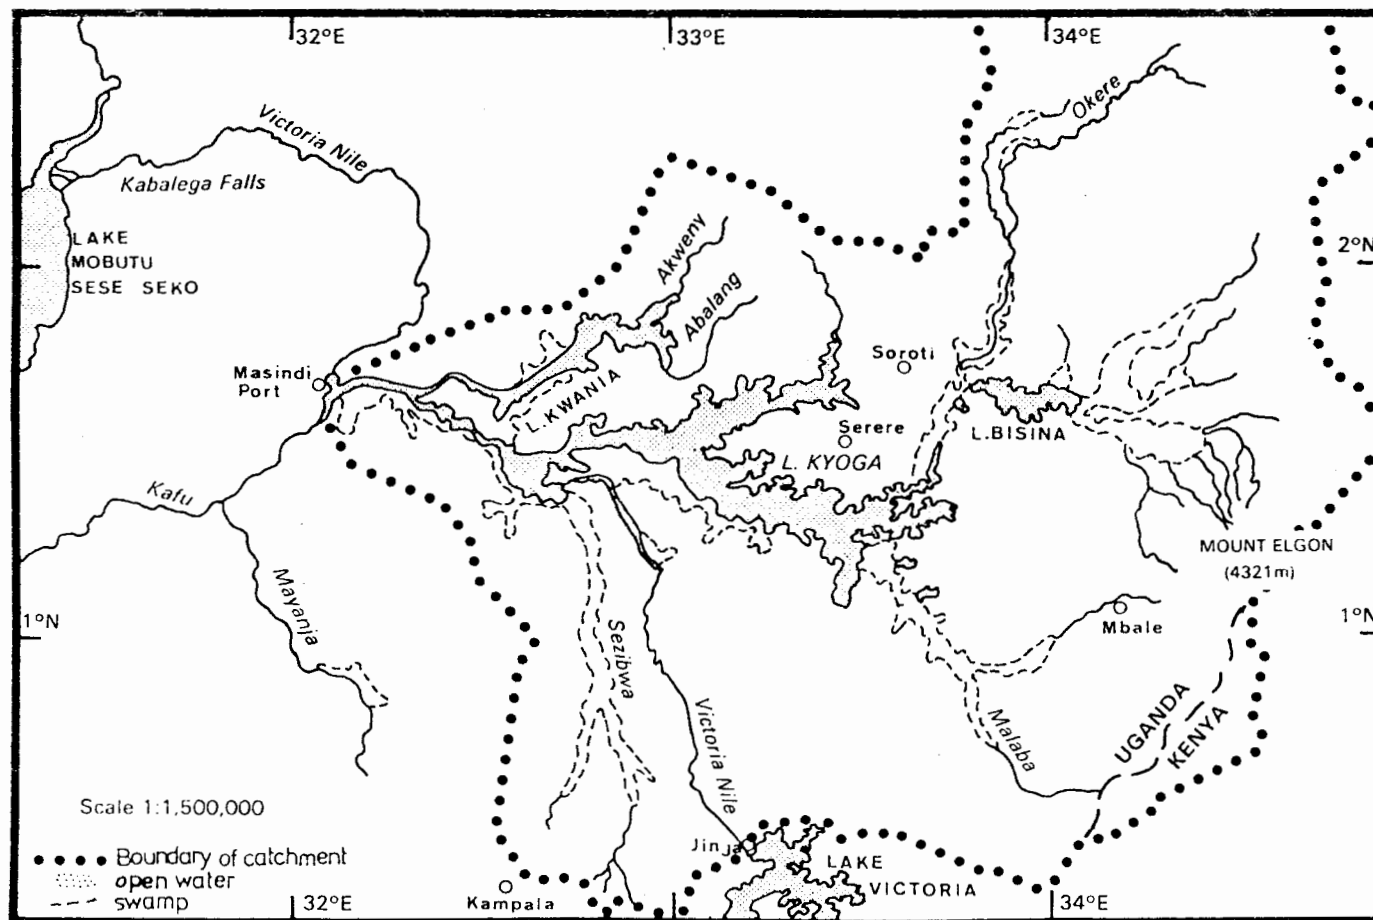 32°E
33°E
34°E
Okere
Victoria Nile
Kabalega Falls
LAKE
MOBUTU
SESE SEKO
2°N
Akweny
Abalang
Masindi
Port
Soroti
L.KWANIA
Serere
L.BISINA
L. KYOGA
Kafu
MOUNT ELGON
(4321m)
Mayanja
1°N
1°N
Mbale
Sezibwa
Victoria Nile
Malaba
UGANDA
KENYA
Scale 1:1,500,000
Boundary of catchment
open water
swamp
Jinja
LAKE
VICTORIA
Kampala
32°E
34°E